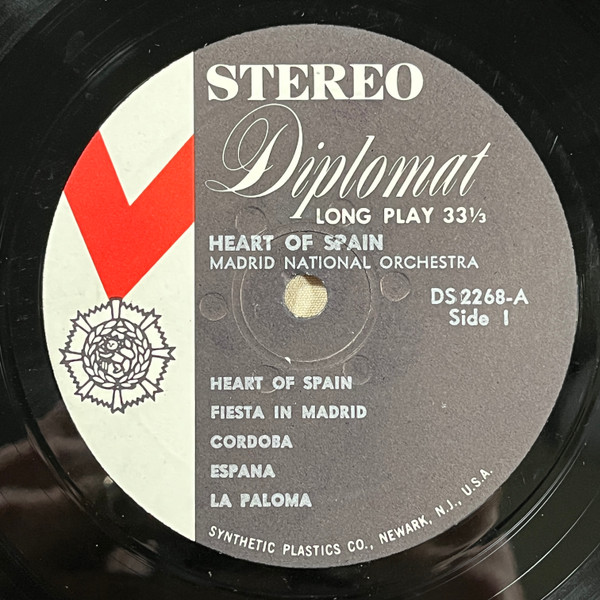 STEREO
Diplomat
LONG PLAY 33⅓
HEART OF SPAIN
MADRID NATIONAL ORCHESTRA
DS 2268-A
Side 1
HEART OF SPAIN
FIESTA IN MADRID
CORDOBA
ESPANA
LA PALOMA
SYNTHETIC PLASTICS CO., NEWARK, N.J., U.S.A.